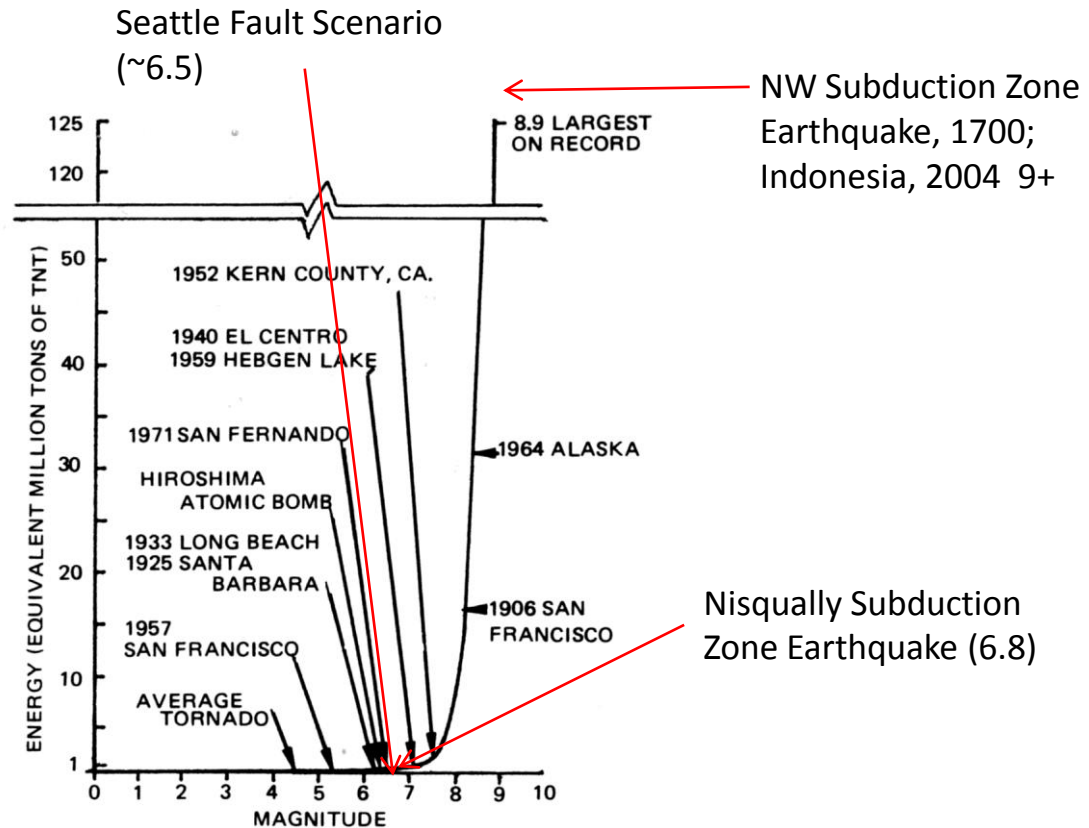 Seattle Fault Scenario
(~6.5)
NW Subduction Zone
Earthquake, 1700;
Indonesia, 2004 9+
125
120
50
40
30
20
10
1
ENERGY (EQUIVALENT MILLION TONS OF TNT)
8.9 LARGEST
ON RECORD
1952 KERN COUNTY, CA.
1940 EL CENTRO
1959 HEBGEN LAKE
1971 SAN FERNANDO
HIROSHIMA
ATOMIC BOMB
1933 LONG BEACH
1925 SANTA
BARBARA
1957
SAN FRANCISCO
AVERAGE
TORNADO
1964 ALASKA
1906 SAN
FRANCISCO
Nisqually Subduction
Zone Earthquake (6.8)
0 1 2 3 4 5 6 7 8 9 10
MAGNITUDE